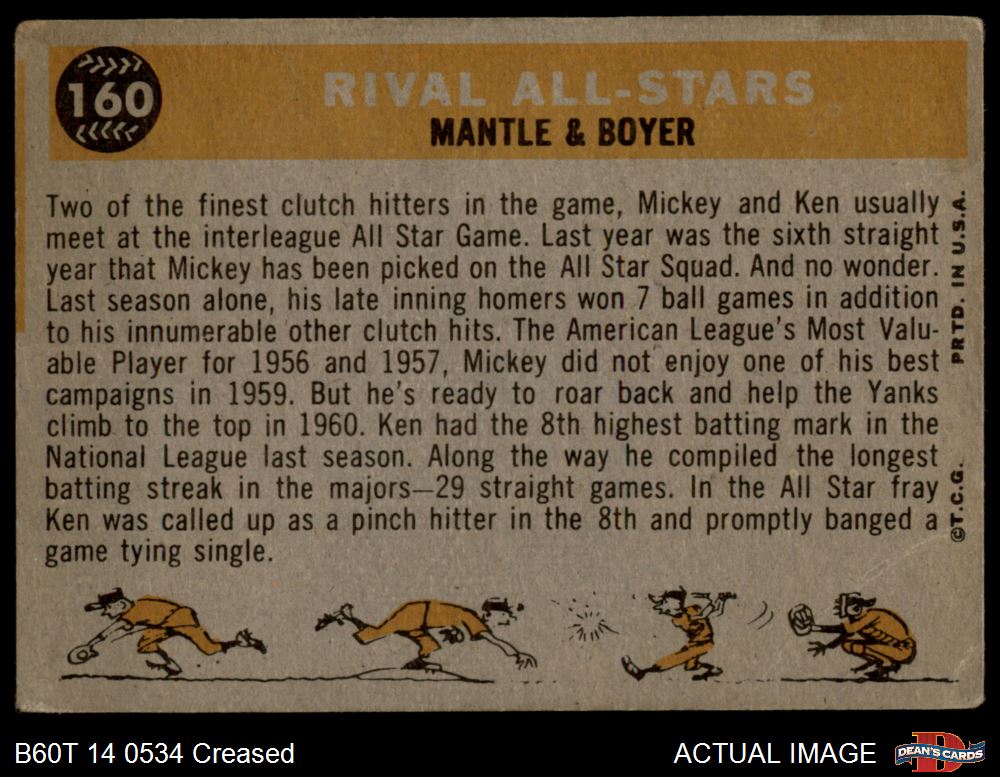 160
RIVAL ALL-STARS
MANTLE & BOYER
Two of the finest clutch hitters in the game, Mickey and Ken usually
meet at the interleague All Star Game. Last year was the sixth straight
year that Mickey has been picked on the All Star Squad. And no wonder.
Last season alone, his late inning homers won 7 ball games in addition
to his innumerable other clutch hits. The American League's Most Valu-
able Player for 1956 and 1957, Mickey did not enjoy one of his best
campaigns in 1959. But he's ready to roar back and help the Yanks
climb to the top in 1960. Ken had the 8th highest batting mark in the
National League last season. Along the way he compiled the longest
batting streak in the majors—29 straight games. In the All Star fray
Ken was called up as a pinch hitter in the 8th and promptly banged a
game tying single.
©T.C.G. PRTD. IN U.S.A.
B60T 14 0534 Creased
ACTUAL IMAGE
DEAN'S CARDS